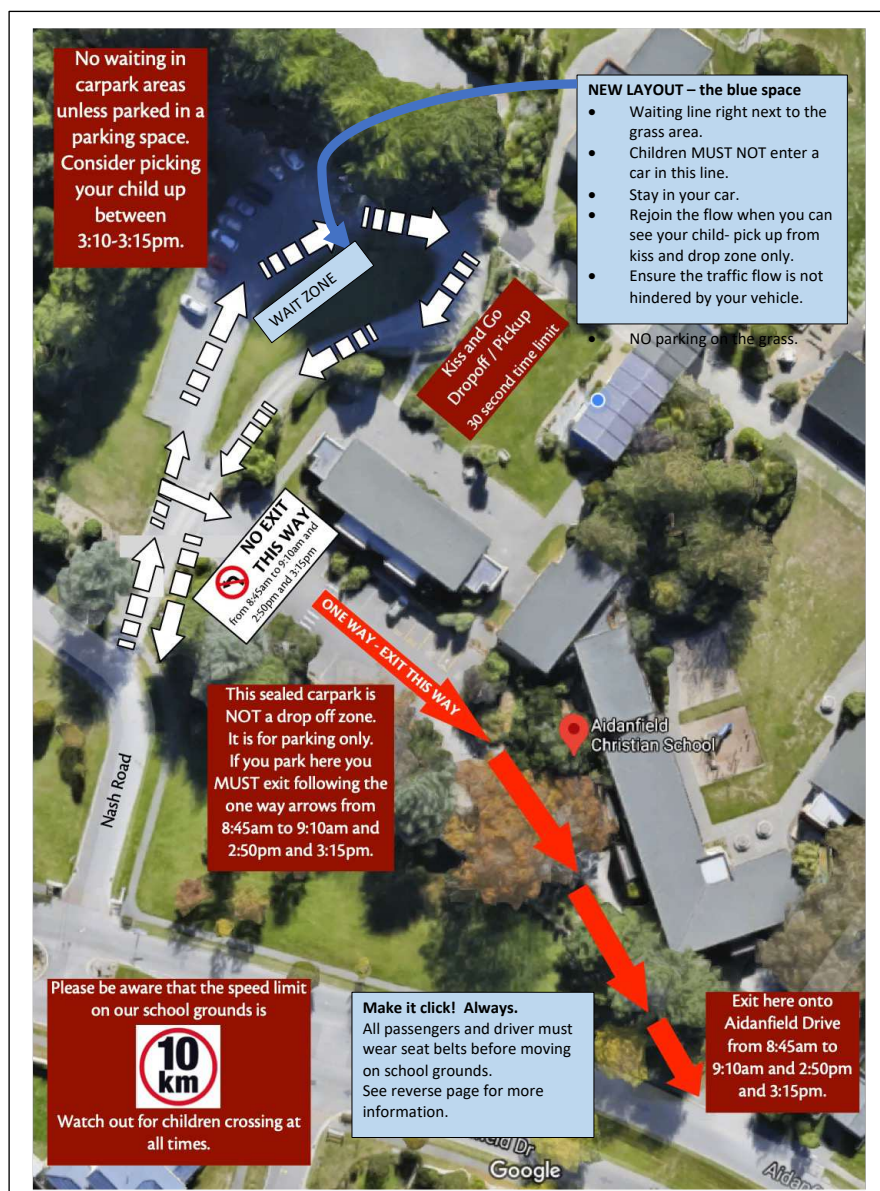 No waiting in
carpark areas
unless parked in a
parking space.
Consider picking
your child up
between
3:10-3:15pm.
NEW LAYOUT – the blue space
• Waiting line right next to the
grass area.
• Children MUST NOT enter a
car in this line.
• Stay in your car.
• Rejoin the flow when you can
see your child- pick up from
kiss and drop zone only.
• Ensure the traffic flow is not
hindered by your vehicle.
• NO parking on the grass.
WAIT ZONE
Kiss and Go
Dropoff / Pickup
30 second time limit
NO EXIT
THIS WAY
from 8:45am to 9:10am and
2:50pm and 3:15pm
ONE WAY - EXIT THIS WAY
Aidanfield
Christian School
This sealed carpark is
NOT a drop off zone.
It is for parking only.
If you park here you
MUST exit following the
one way arrows from
8:45am to 9:10am and
2:50pm and 3:15pm.
Nash Road
Please be aware that the speed limit
on our school grounds is
10
km
Watch out for children crossing at
all times.
Make it click! Always.
All passengers and driver must
wear seat belts before moving
on school grounds.
See reverse page for more
information.
Exit here onto
Aidanfield Drive
from 8:45am to
9:10am and 2:50pm
and 3:15pm.
Dr
Google